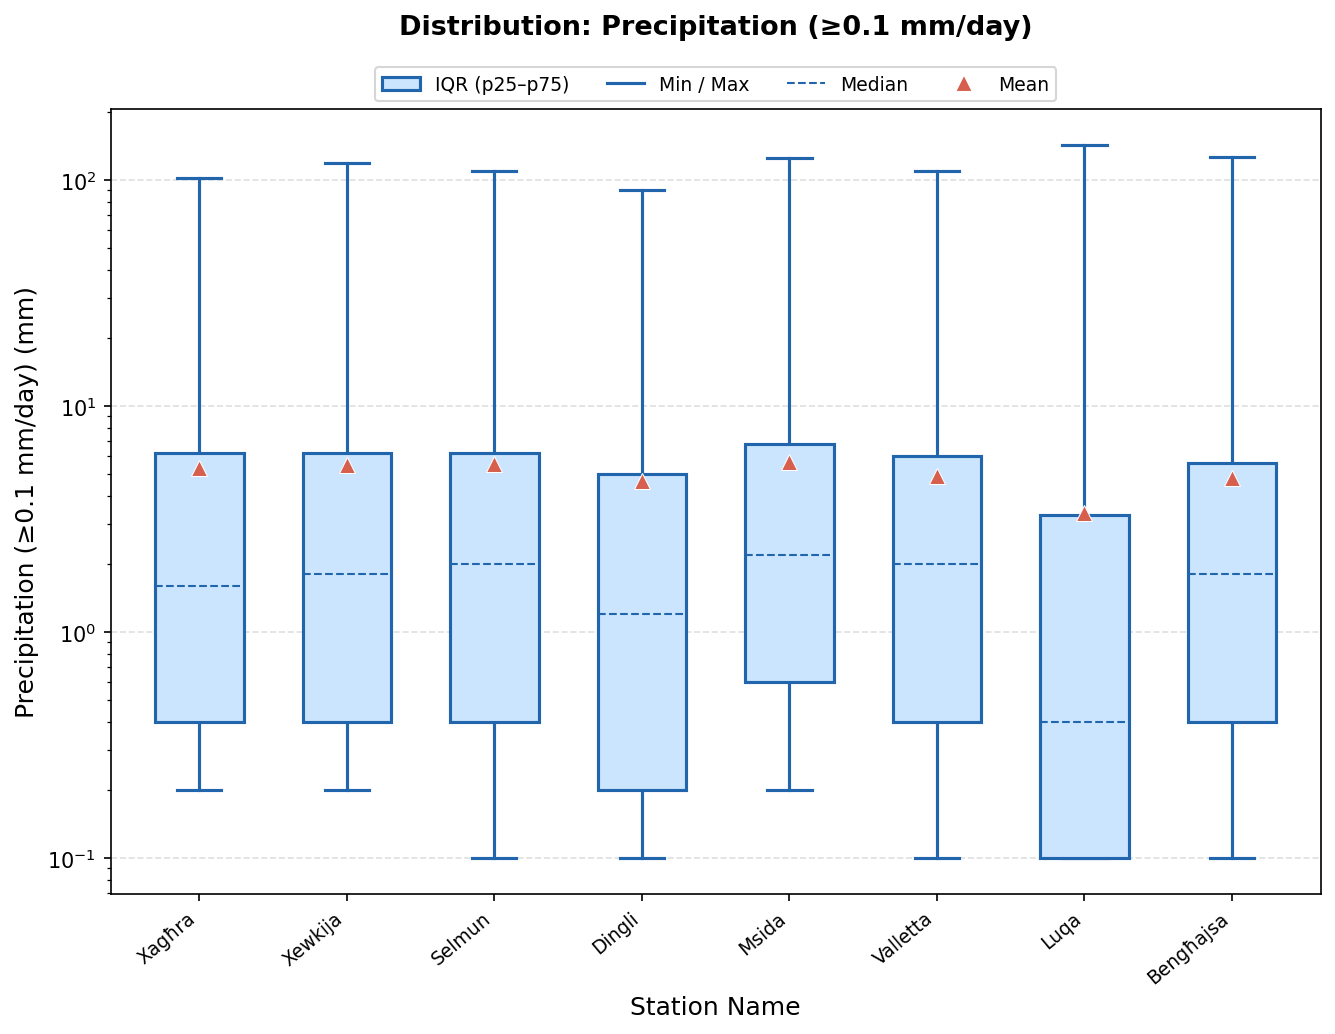 Distribution: Precipitation (≥0.1 mm/day)
IQR (p25–p75) Min / Max Median Mean
Precipitation (≥0.1 mm/day) (mm)
10²
10¹
10⁰
10⁻¹
Xagħra Xewkija Selmun Dingli Msida Valletta Luqa Bengħajsa
Station Name